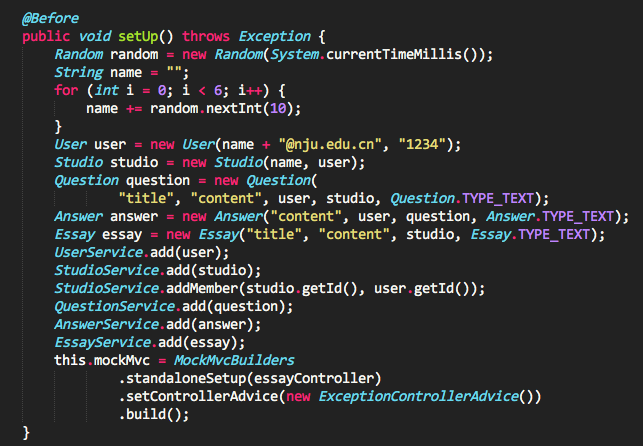 @Before
public void setUp() throws Exception {
    Random random = new Random(System.currentTimeMillis());
    String name = "";
    for (int i = 0; i < 6; i++) {
        name += random.nextInt(10);
    }
    User user = new User(name + "@nju.edu.cn", "1234");
    Studio studio = new Studio(name, user);
    Question question = new Question(
            "title", "content", user, studio, Question.TYPE_TEXT);
    Answer answer = new Answer("content", user, question, Answer.TYPE_TEXT);
    Essay essay = new Essay("title", "content", studio, Essay.TYPE_TEXT);
    UserService.add(user);
    StudioService.add(studio);
    StudioService.addMember(studio.getId(), user.getId());
    QuestionService.add(question);
    AnswerService.add(answer);
    EssayService.add(essay);
    this.mockMvc = MockMvcBuilders
            .standaloneSetup(essayController)
            .setControllerAdvice(new ExceptionControllerAdvice())
            .build();
}